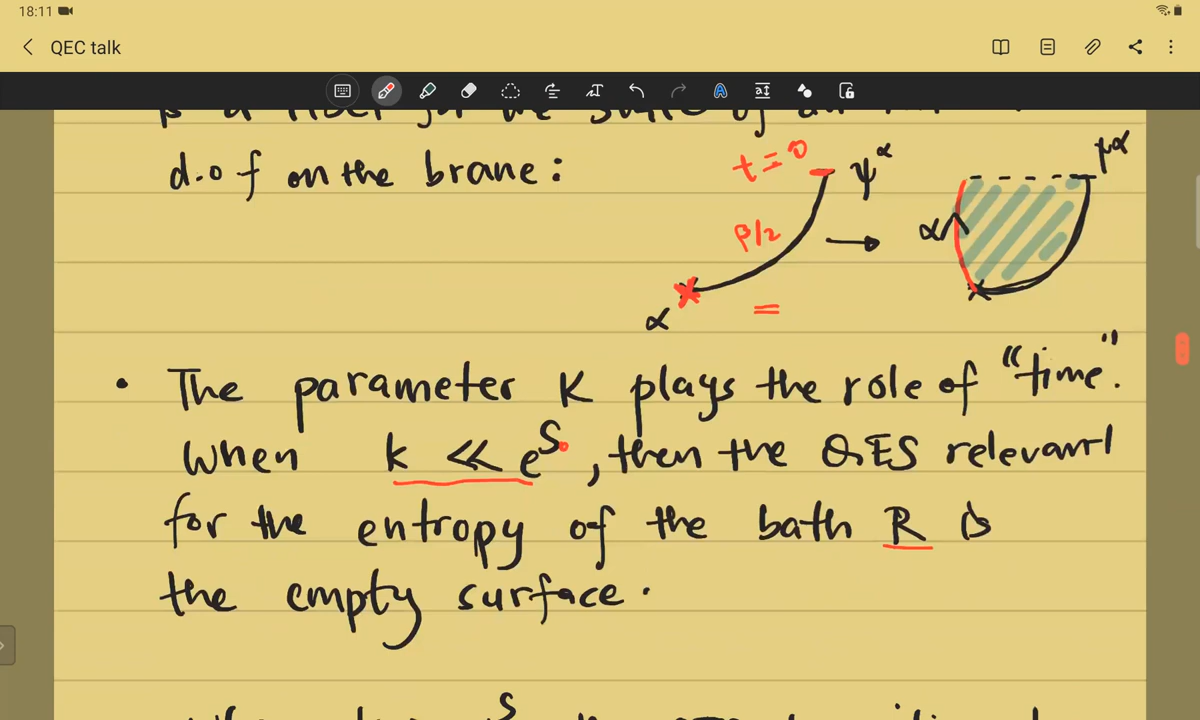 18:11
QEC talk
d.o f on the brane :
t=0 ψ^α ψ^α
β/2 α
α
• The parameter K plays the role of "time".
When k << e^S₀, then the QES relevant
for the entropy of the bath R is
the empty surface.